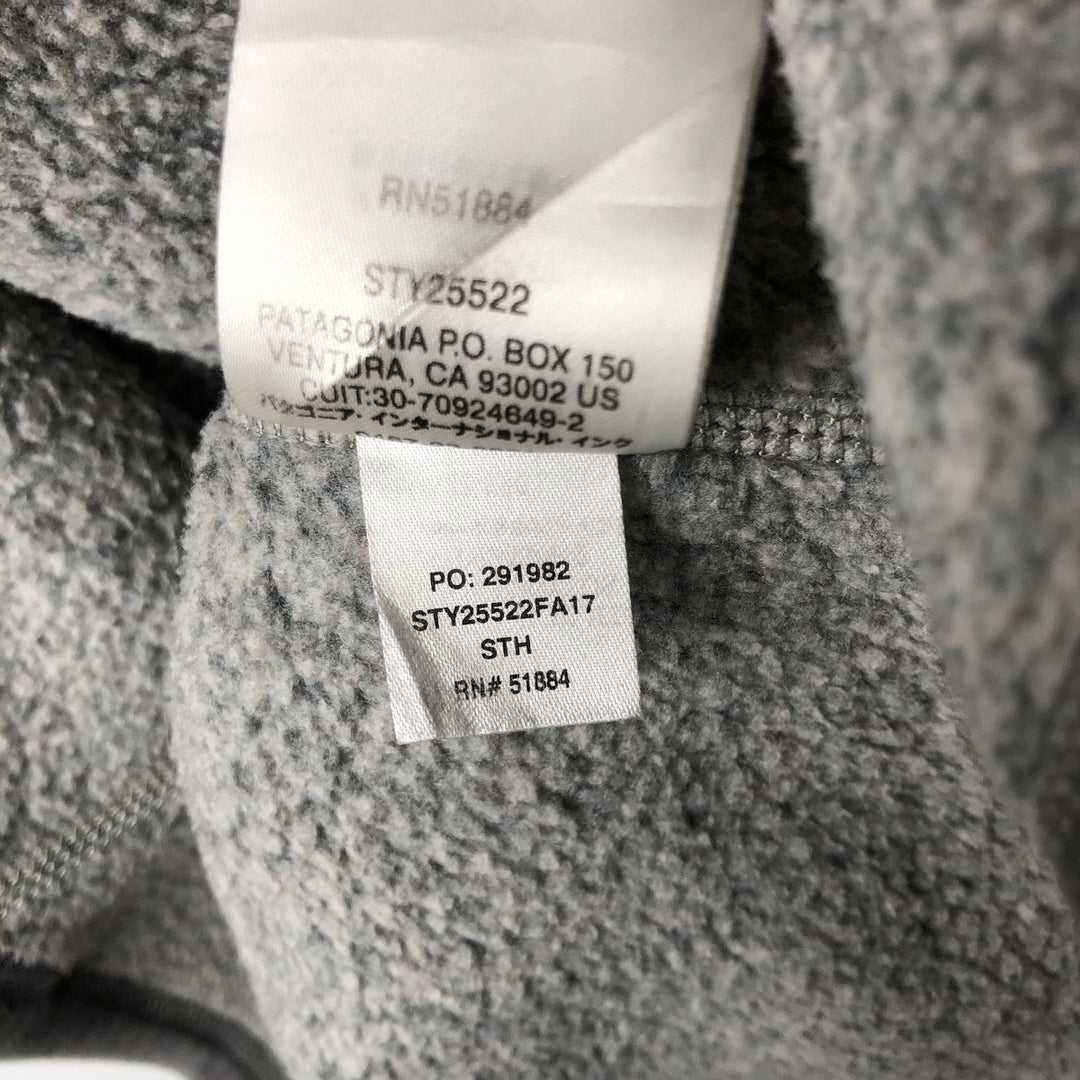 RN51884
STY25522
PATAGONIA P.O. BOX 150
VENTURA, CA 93002 US
CUIT:30-70924649-2
パタゴニア・インターナショナル・インク
PO: 291982
STY25522FA17
STH
RN# 51884